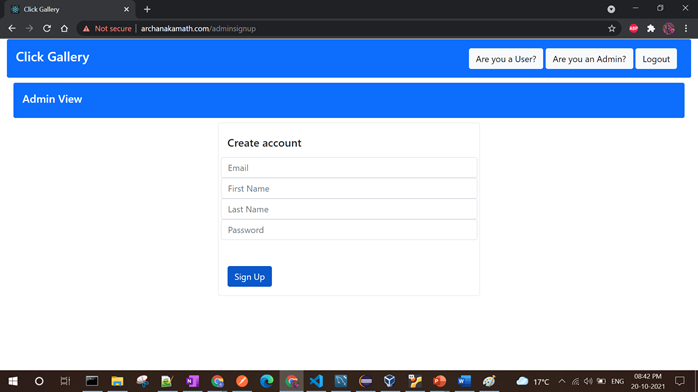 Click Gallery
Not secure | archanakamath.com/adminsignup
Click Gallery
Are you a User?
Are you an Admin?
Logout
Admin View
Create account
Email
First Name
Last Name
Password
Sign Up
17°C
ENG
08:42 PM
20-10-2021